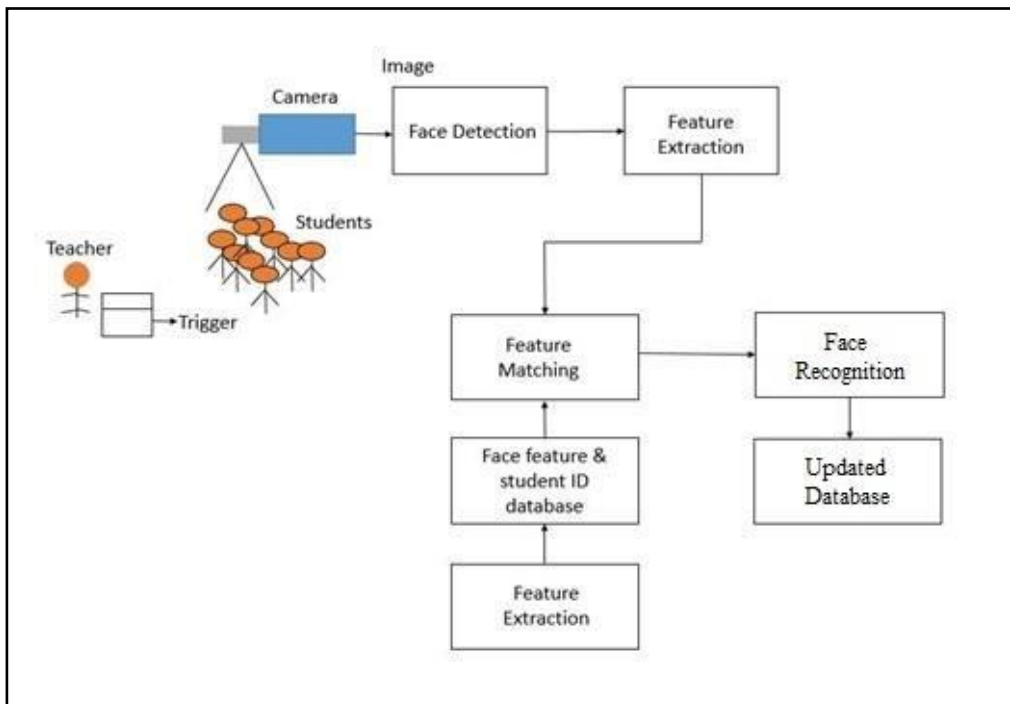 Image
Camera
Face Detection
Feature
Extraction
Students
Teacher
Trigger
Feature
Matching
Face
Recognition
Face feature &
student ID
database
Updated
Database
Feature
Extraction